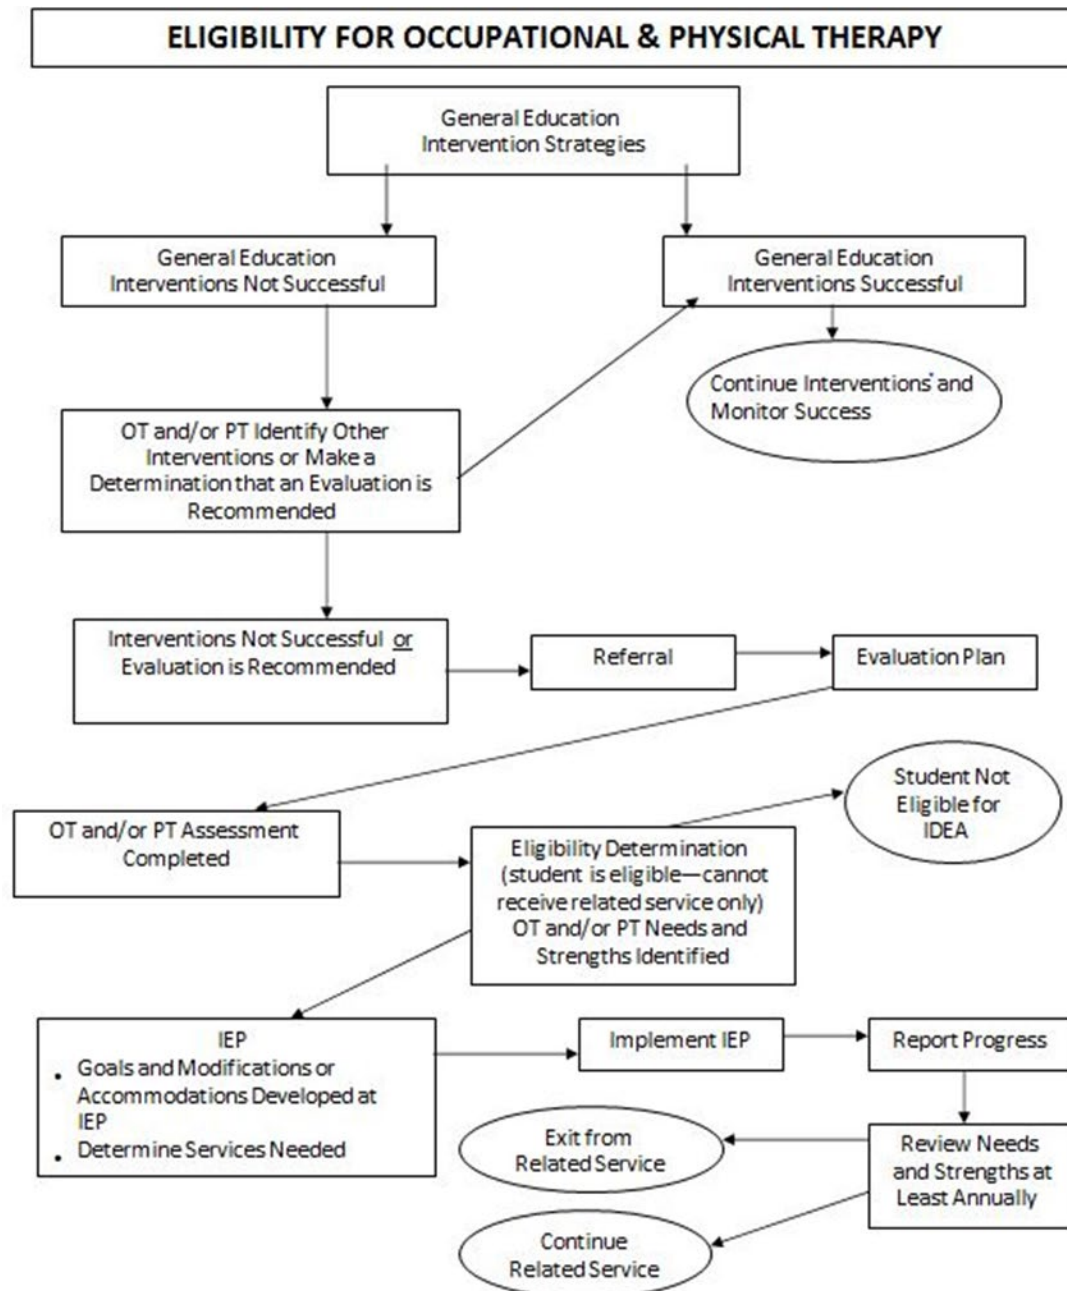 ELIGIBILITY FOR OCCUPATIONAL & PHYSICAL THERAPY
General Education
Intervention Strategies
General Education
Interventions Not Successful
General Education
Interventions Successful
Continue Interventions and
Monitor Success
OT and/or PT Identify Other
Interventions or Make a
Determination that an Evaluation is
Recommended
Interventions Not Successful or
Evaluation is Recommended
Referral
Evaluation Plan
Student Not
Eligible for
IDEA
OT and/or PT Assessment
Completed
Eligibility Determination
(student is eligible—cannot
receive related service only)
OT and/or PT Needs and
Strengths Identified
IEP
• Goals and Modifications or
Accommodations Developed at
IEP
• Determine Services Needed
Implement IEP
Report Progress
Exit from
Related Service
Review Needs
and Strengths at
Least Annually
Continue
Related Service